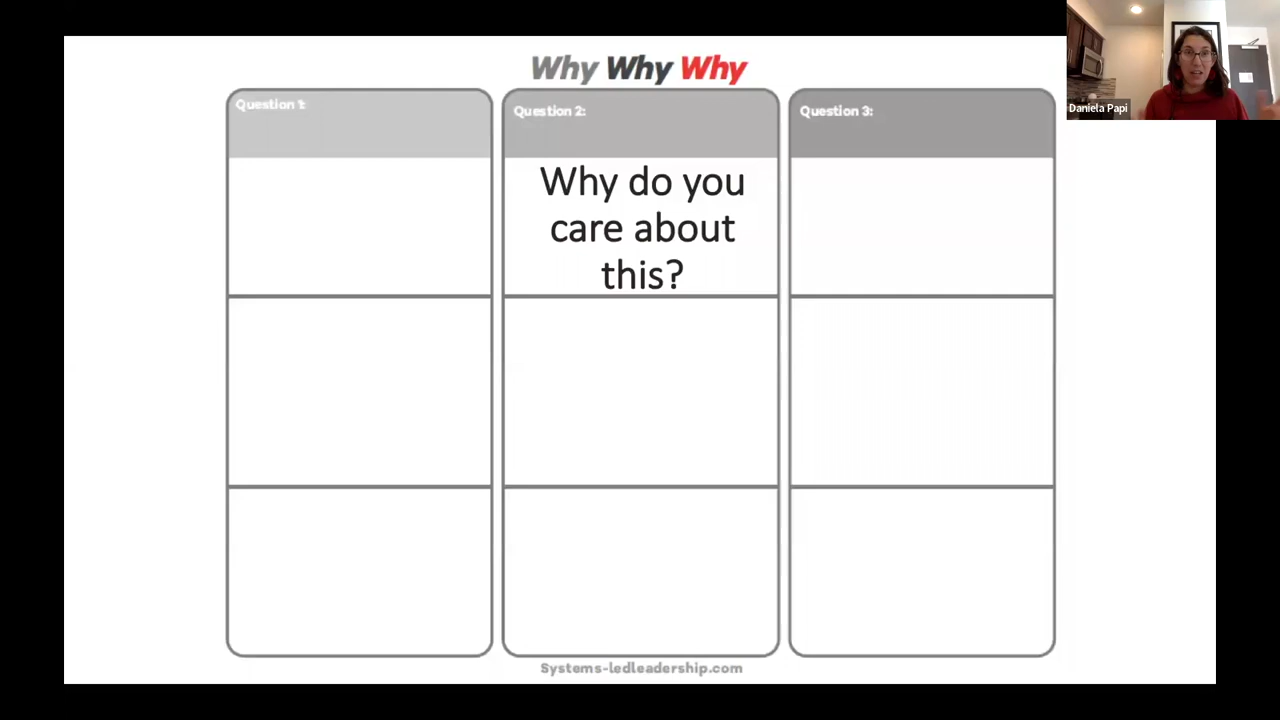 Why Why Why
Question 1:
Question 2:
Question 3:
Why do you
care about
this?
Systems-ledleadership.com
Daniela Papi